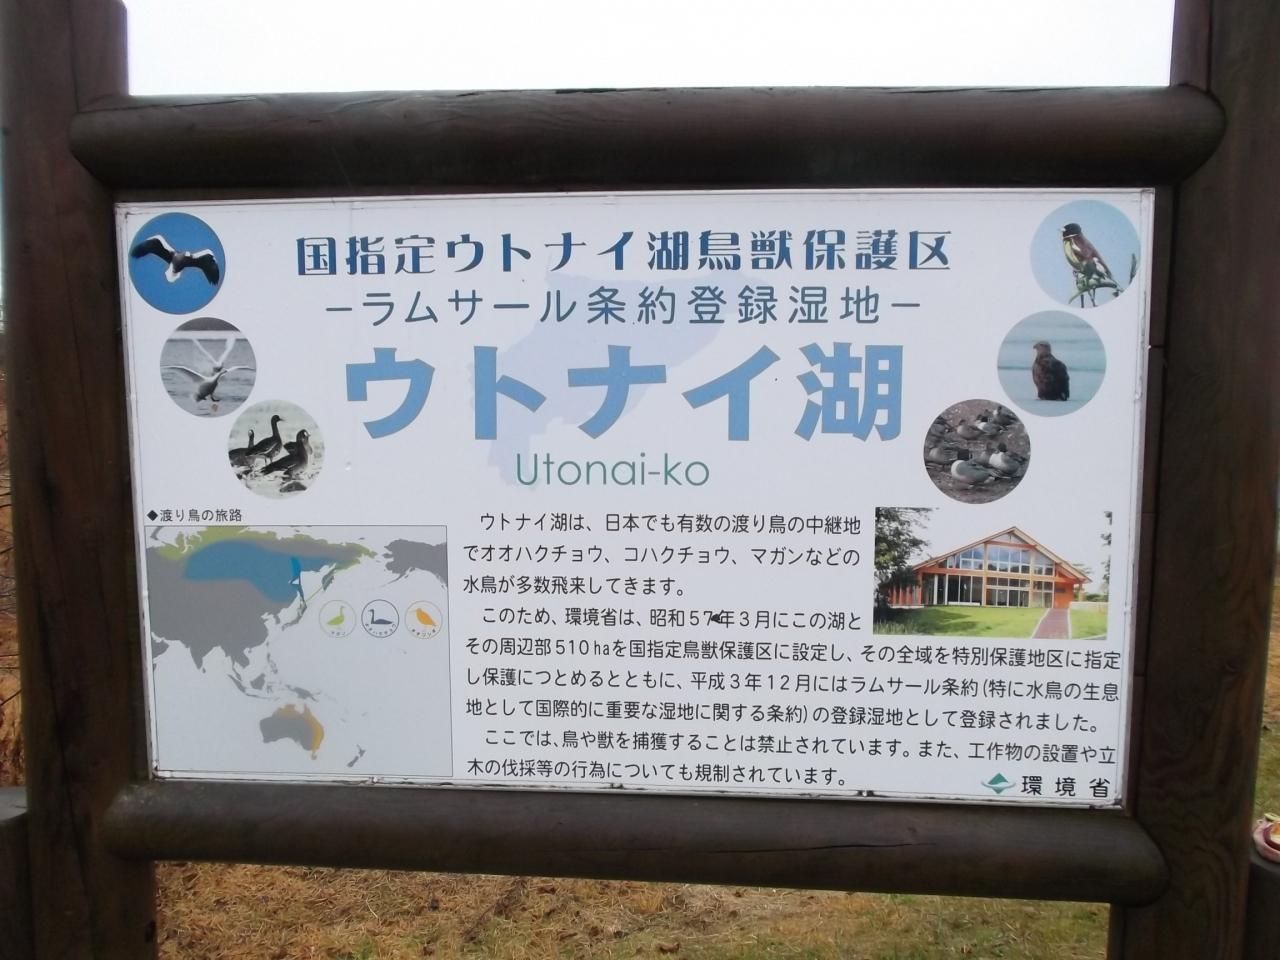 国指定ウトナイ湖鳥獣保護区
－ラムサール条約登録湿地－
ウトナイ湖
Utonai-ko
◆渡り鳥の旅路
ウトナイ湖は、日本でも有数の渡り鳥の中継地
でオオハクチョウ、コハクチョウ、マガンなどの
水鳥が多数飛来してきます。
このため、環境省は、昭和57年3月にこの湖と
その周辺部510haを国指定鳥獣保護区に設定し、その全域を特別保護地区に指定
し保護につとめるとともに、平成3年12月にはラムサール条約(特に水鳥の生息
地として国際的に重要な湿地に関する条約)の登録湿地として登録されました。
ここでは、鳥や獣を捕獲することは禁止されています。また、工作物の設置や立
木の伐採等の行為についても規制されています。
環境省